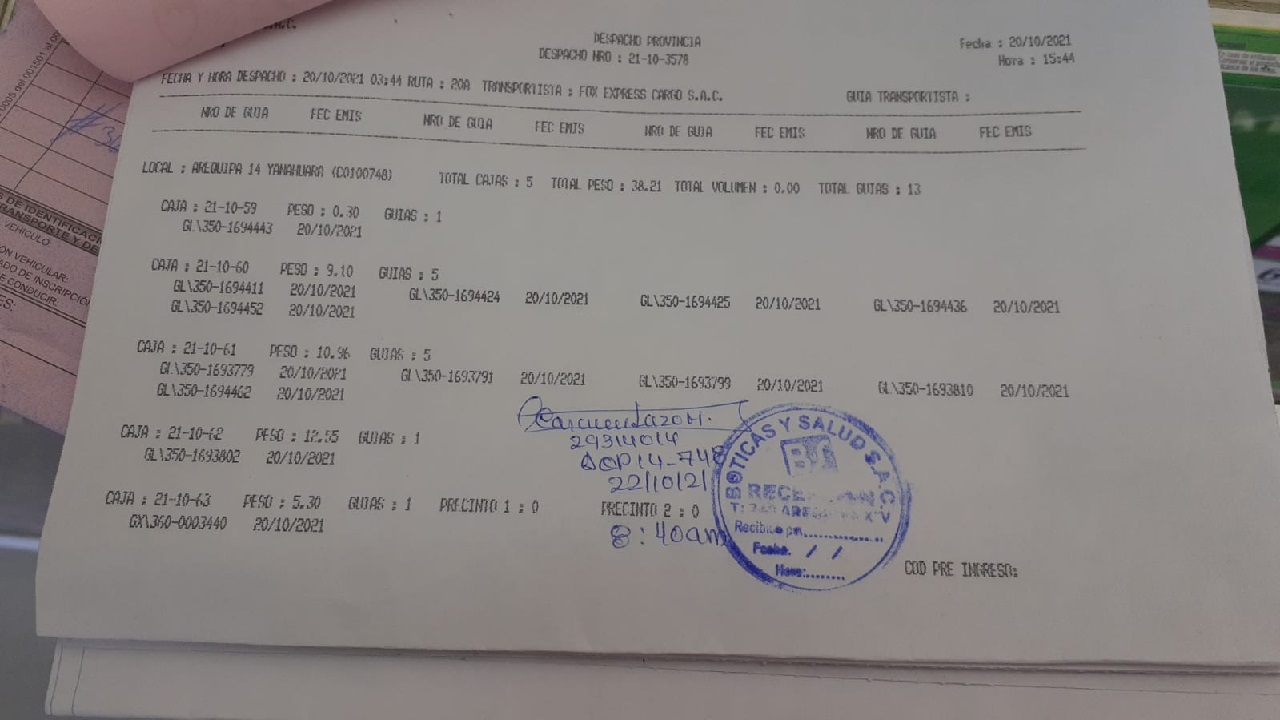 DESPACHO PROVINCIA
DESPACHO NRO : 21-10-3578
Fecha : 20/10/2021
Hora : 15:44
FECHA Y HORA DESPACHO : 20/10/2021 03:44 RUTA : 20A TRANSPORTISTA : FOX EXPRESS CARGO S.A.C. GUIA TRANSPORTISTA :
NRO DE GUIA FEC EMIS NRO DE GUIA FEC EMIS NRO DE GUIA FEC EMIS NRO DE GUIA FEC EMIS
LOCAL : AREQUIPA 14 YANAHUARA (C0100748) TOTAL CAJAS : 5 TOTAL PESO : 38.21 TOTAL VOLUMEN : 0.00 TOTAL GUIAS : 13
CAJA : 21-10-59 PESO : 0.30 GUIAS : 1
GL\350-1694443 20/10/2021
CAJA : 21-10-60 PESO : 9.10 GUIAS : 5
GL\350-1694411 20/10/2021 GL\350-1694424 20/10/2021 GL\350-1694425 20/10/2021 GL\350-1694436 20/10/2021
GL\350-1694452 20/10/2021
CAJA : 21-10-61 PESO : 10.96 GUIAS : 5
GL\350-1693779 20/10/2021 GL\350-1693791 20/10/2021 GL\350-1693799 20/10/2021 GL\350-1693810 20/10/2021
GL\350-1694462 20/10/2021
CAJA : 21-10-62 PESO : 12.55 GUIAS : 1
GL\350-1693802 20/10/2021
CAJA : 21-10-63 PESO : 5.30 GUIAS : 1 PRECINTO 1 : 0 PRECINTO 2 : 0
GX\360-0003440 20/10/2021
29314014
AQP14-748
22/10/21
8:40am
BOTICAS Y SALUD S.A.C.
Recibido por
Fecha. / /
Hora:........
COD PRE INGRESO: